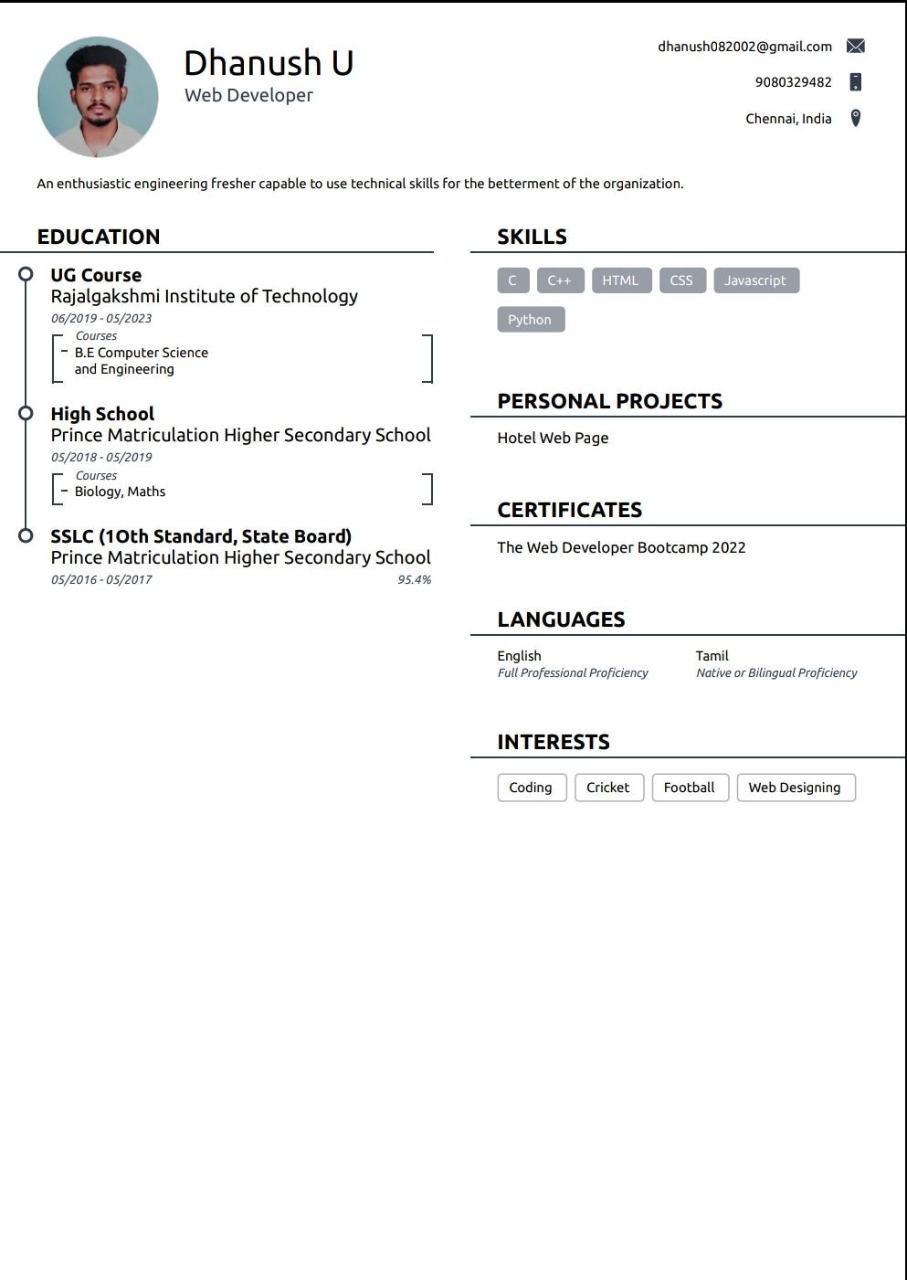 Dhanush U
Web Developer
dhanush082002@gmail.com
9080329482
Chennai, India
An enthusiastic engineering fresher capable to use technical skills for the betterment of the organization.
EDUCATION
UG Course
Rajalgakshmi Institute of Technology
06/2019 - 05/2023
Courses
– B.E Computer Science
and Engineering
High School
Prince Matriculation Higher Secondary School
05/2018 - 05/2019
Courses
– Biology, Maths
SSLC (1Oth Standard, State Board)
Prince Matriculation Higher Secondary School
05/2016 - 05/2017 95.4%
SKILLS
C C++ HTML CSS Javascript
Python
PERSONAL PROJECTS
Hotel Web Page
CERTIFICATES
The Web Developer Bootcamp 2022
LANGUAGES
English Tamil
Full Professional Proficiency Native or Bilingual Proficiency
INTERESTS
Coding Cricket Football Web Designing